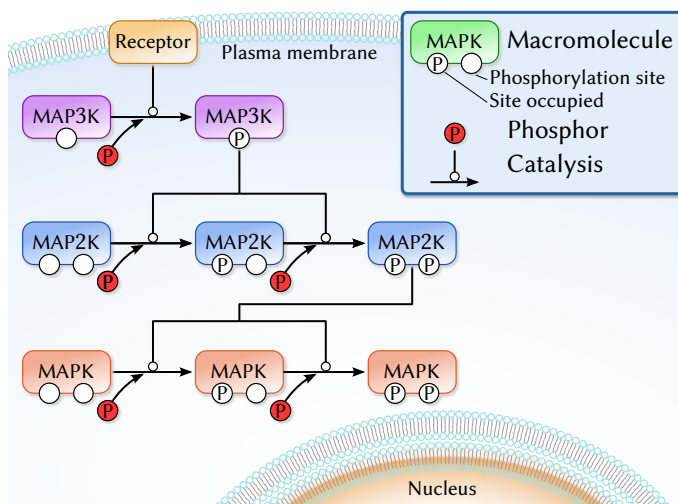 Receptor
Plasma membrane
MAPK
P
Macromolecule
Phosphorylation site
Site occupied
P
Phosphor
Catalysis
MAP3K
P
MAP3K
P
MAP2K
P
MAP2K
P
P
MAP2K
P
P
MAPK
P
MAPK
P
P
MAPK
P
P
Nucleus